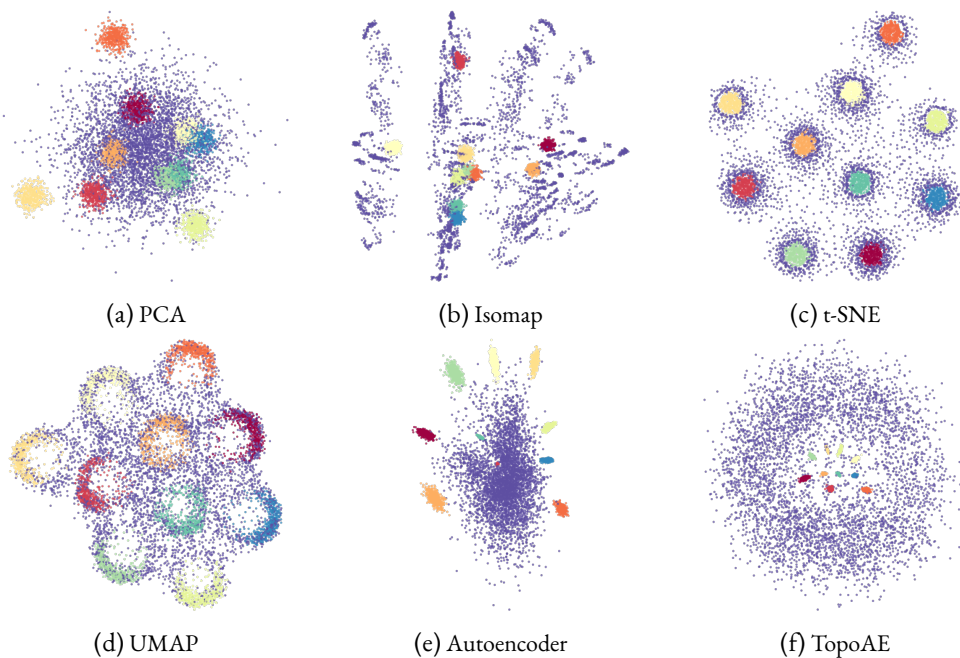 (a) PCA
(b) Isomap
(c) t-SNE
(d) UMAP
(e) Autoencoder
(f) TopoAE